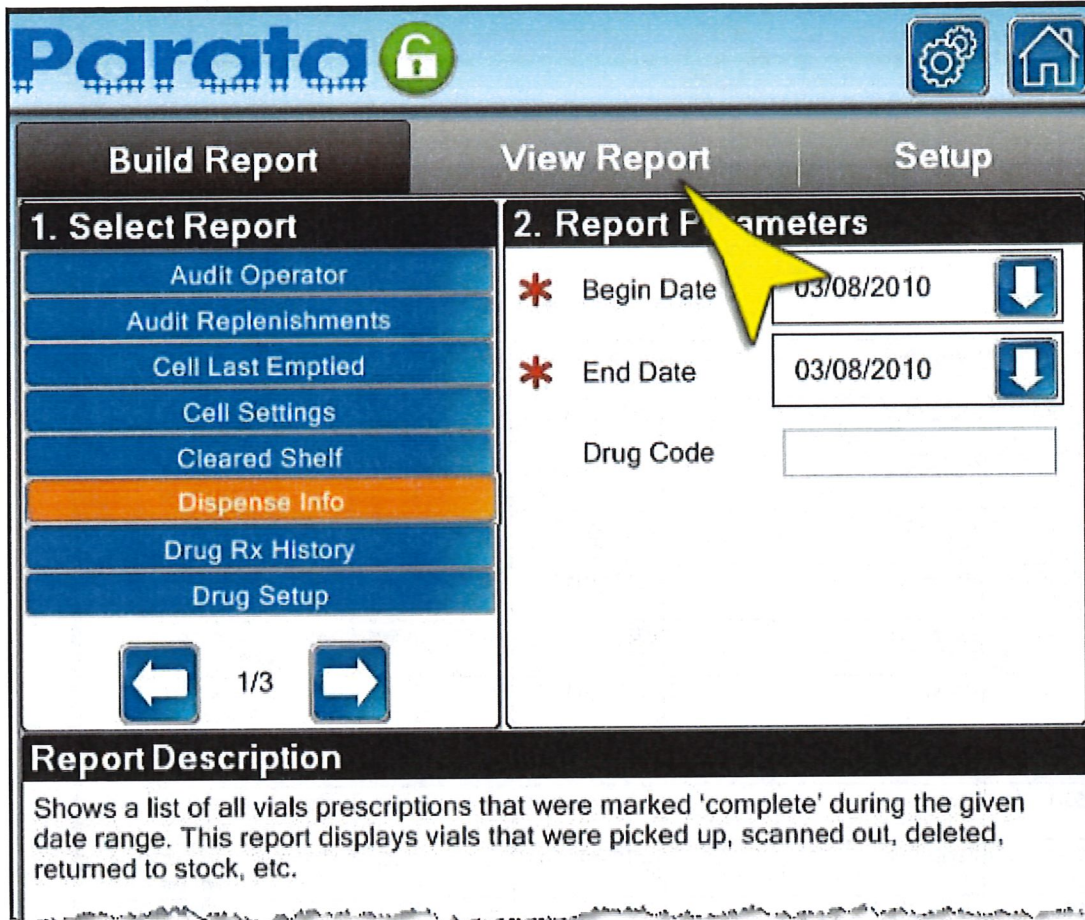 Parata
Build Report
View Report
Setup
1. Select Report
Audit Operator
Audit Replenishments
Cell Last Emptied
Cell Settings
Cleared Shelf
Dispense Info
Drug Rx History
Drug Setup
1/3
2. Report Parameters
* Begin Date 03/08/2010
* End Date 03/08/2010
Drug Code
Report Description
Shows a list of all vials prescriptions that were marked 'complete' during the given
date range. This report displays vials that were picked up, scanned out, deleted,
returned to stock, etc.